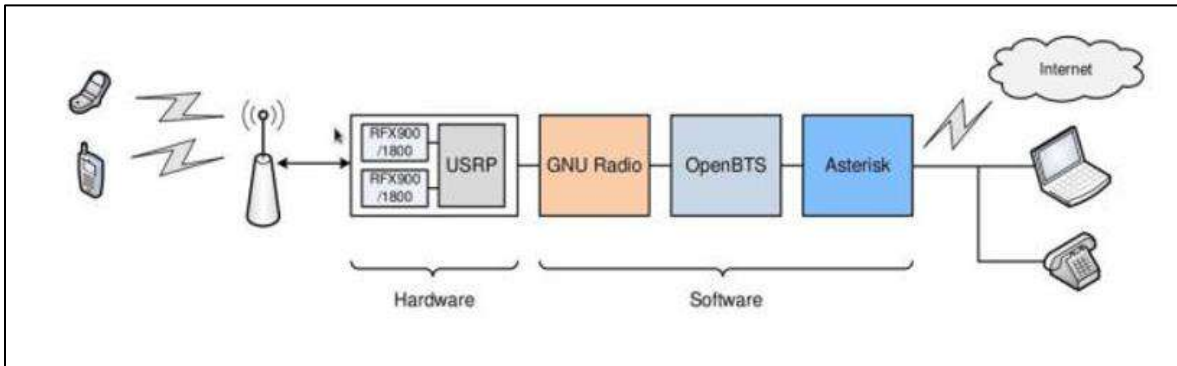 Internet
RFX900
/1800
RFX900
/1800
USRP
GNU Radio
OpenBTS
Asterisk
Hardware
Software